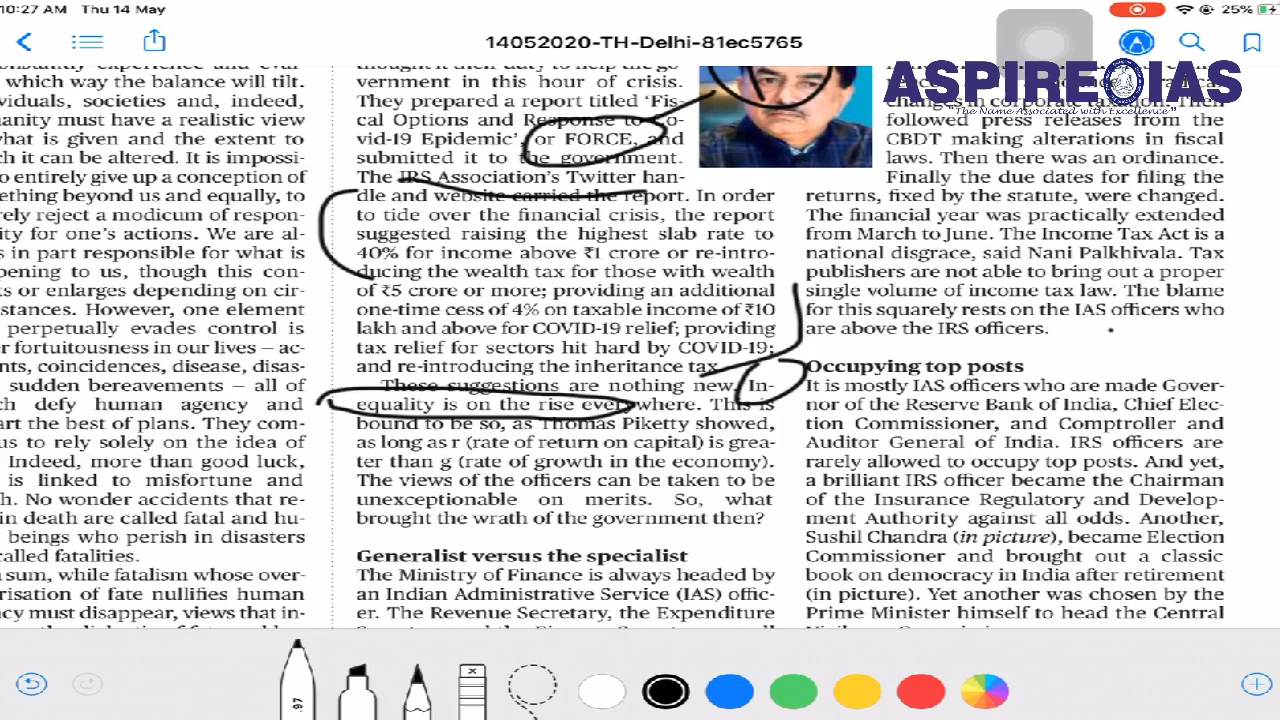 10:27 AM Thu 14 May
25%
14052020-TH-Delhi-81ec5765
ASPIRE IAS
"The Name Associated with Excellence"
which way the balance will tilt.
viduals, societies and, indeed,
anity must have a realistic view
what is given and the extent to
ch it can be altered. It is impossi-
o entirely give up a conception of
ething beyond us and equally, to
rely reject a modicum of respon-
ity for one's actions. We are al-
s in part responsible for what is
pening to us, though this con-
ts or enlarges depending on cir-
stances. However, one element
perpetually evades control is
er fortuitousness in our lives – ac-
nts, coincidences, disease, disas-
sudden bereavements – all of
ch defy human agency and
art the best of plans. They com-
us to rely solely on the idea of
Indeed, more than good luck,
is linked to misfortune and
h. No wonder accidents that re-
in death are called fatal and hu-
beings who perish in disasters
called fatalities.
sum, while fatalism whose over-
risation of fate nullifies human
cy must disappear, views that in-
thought it their duty to help the go-
vernment in this hour of crisis.
They prepared a report titled 'Fis-
cal Options and Response to Co-
vid-19 Epidemic', or FORCE, and
submitted it to the government.
The IRS Association's Twitter han-
dle and website carried the report. In order
to tide over the financial crisis, the report
suggested raising the highest slab rate to
40% for income above ₹1 crore or re-intro-
ducing the wealth tax for those with wealth
of ₹5 crore or more; providing an additional
one-time cess of 4% on taxable income of ₹10
lakh and above for COVID-19 relief; providing
tax relief for sectors hit hard by COVID-19;
and re-introducing the inheritance tax.
These suggestions are nothing new. In-
equality is on the rise everywhere. This is
bound to be so, as Thomas Piketty showed,
as long as r (rate of return on capital) is grea-
ter than g (rate of growth in the economy).
The views of the officers can be taken to be
unexceptionable on merits. So, what
brought the wrath of the government then?
Generalist versus the specialist
The Ministry of Finance is always headed by
an Indian Administrative Service (IAS) offic-
er. The Revenue Secretary, the Expenditure
changes in corporate taxation. Then
followed press releases from the
CBDT making alterations in fiscal
laws. Then there was an ordinance.
Finally the due dates for filing the
returns, fixed by the statute, were changed.
The financial year was practically extended
from March to June. The Income Tax Act is a
national disgrace, said Nani Palkhivala. Tax
publishers are not able to bring out a proper
single volume of income tax law. The blame
for this squarely rests on the IAS officers who
are above the IRS officers.
Occupying top posts
It is mostly IAS officers who are made Gover-
nor of the Reserve Bank of India, Chief Elec-
tion Commissioner, and Comptroller and
Auditor General of India. IRS officers are
rarely allowed to occupy top posts. And yet,
a brilliant IRS officer became the Chairman
of the Insurance Regulatory and Develop-
ment Authority against all odds. Another,
Sushil Chandra (in picture), became Election
Commissioner and brought out a classic
book on democracy in India after retirement
(in picture). Yet another was chosen by the
Prime Minister himself to head the Central
.97